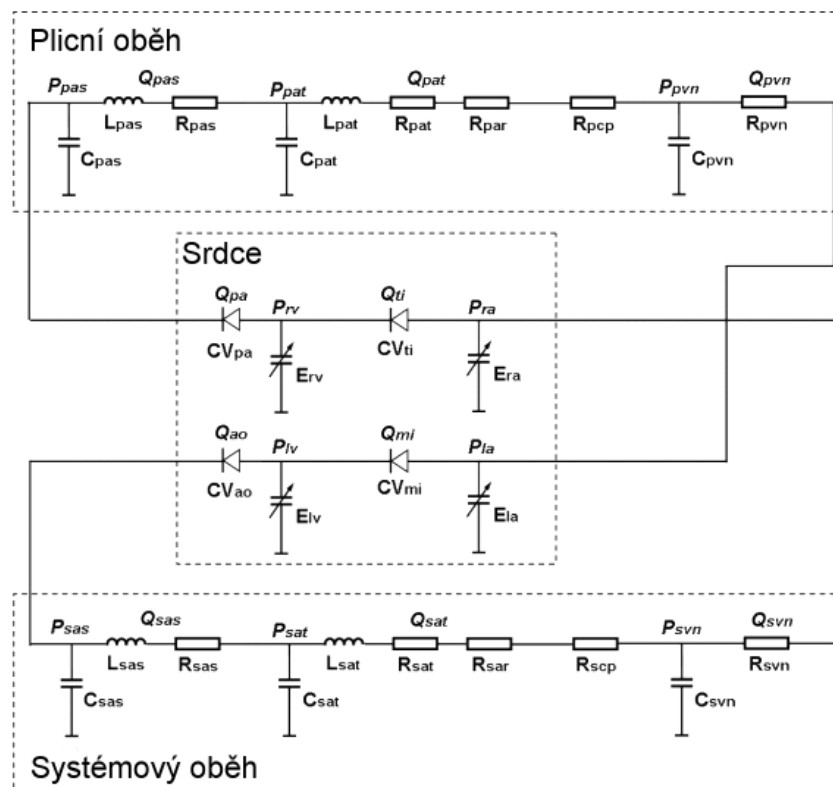 Plicní oběh
Ppas Qpas Ppat Qpat Ppvn Qpvn
Lpas Rpas Lpat Rpat Rpar Rpcp Rpvn
Cpas Cpat Cpvn
Srdce
Qpa Prv Qti Pra
CVpa Erv CVti Era
Qao Plv Qmi Pla
CVao Elv CVmi Ela
Psas Qsas Psat Qsat Psvn Qsvn
Lsas Rsas Lsat Rsat Rsar Rscp Rsvn
Csas Csat Csvn
Systémový oběh